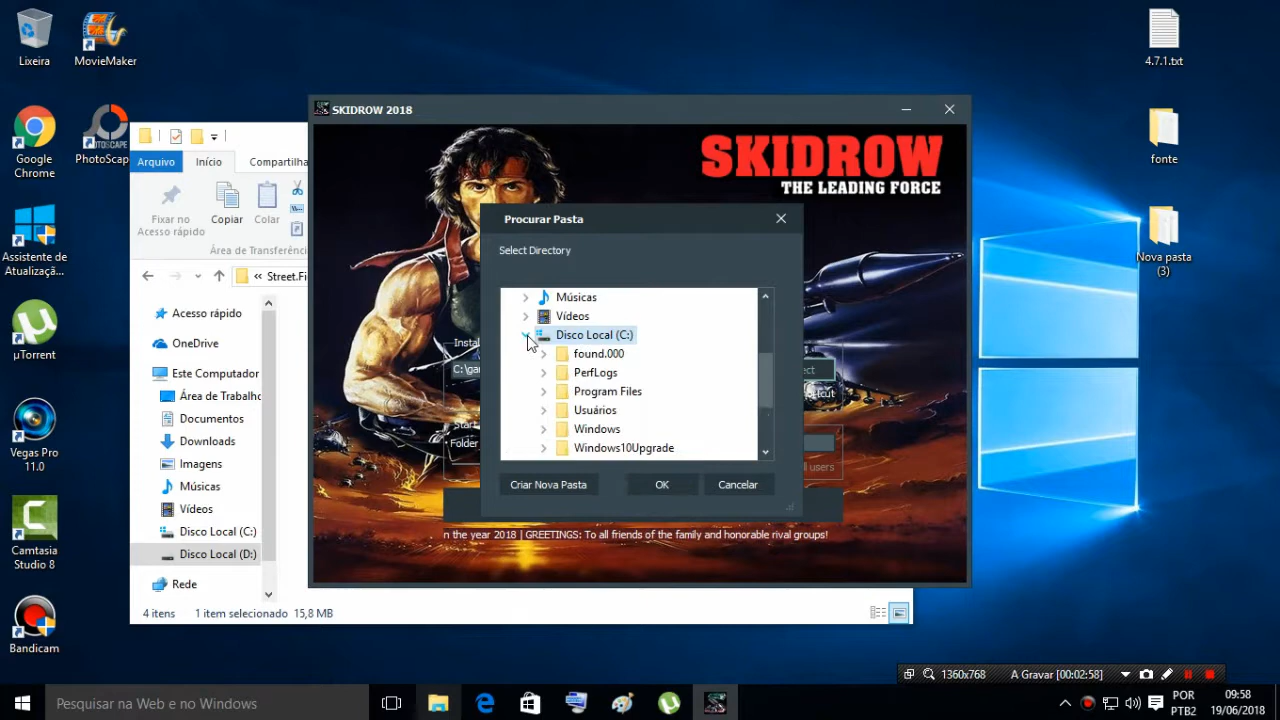 Lixeira
MovieMaker
Google
Chrome
PhotoScap
Assistente de
Atualizaçã...
µTorrent
Vegas Pro
11.0
Camtasia
Studio 8
Bandicam
4.7.1.txt
fonte
Nova pasta
(3)
Arquivo
Início
Compartilha
Fixar no
Acesso rápido
Copiar
Colar
Área de Transferênci
« Street.Fi
Acesso rápido
OneDrive
Este Computador
Área de Trabalho
Documentos
Downloads
Imagens
Músicas
Vídeos
Disco Local (C:)
Disco Local (D:)
Rede
4 itens
1 item selecionado 15,8 MB
SKIDROW 2018
SKIDROW
THE LEADING FORCE
Procurar Pasta
Select Directory
Músicas
Vídeos
Disco Local (C:)
found.000
PerfLogs
Program Files
Usuários
Windows
Windows10Upgrade
Criar Nova Pasta
OK
Cancelar
Instal
C:\ga
Start
Folder
n the year 2018 | GREETINGS: To all friends of the family and honorable rival groups!
1360x768
A Gravar [00:02:58]
Pesquisar na Web e no Windows
POR
PTB2
09:58
19/06/2018